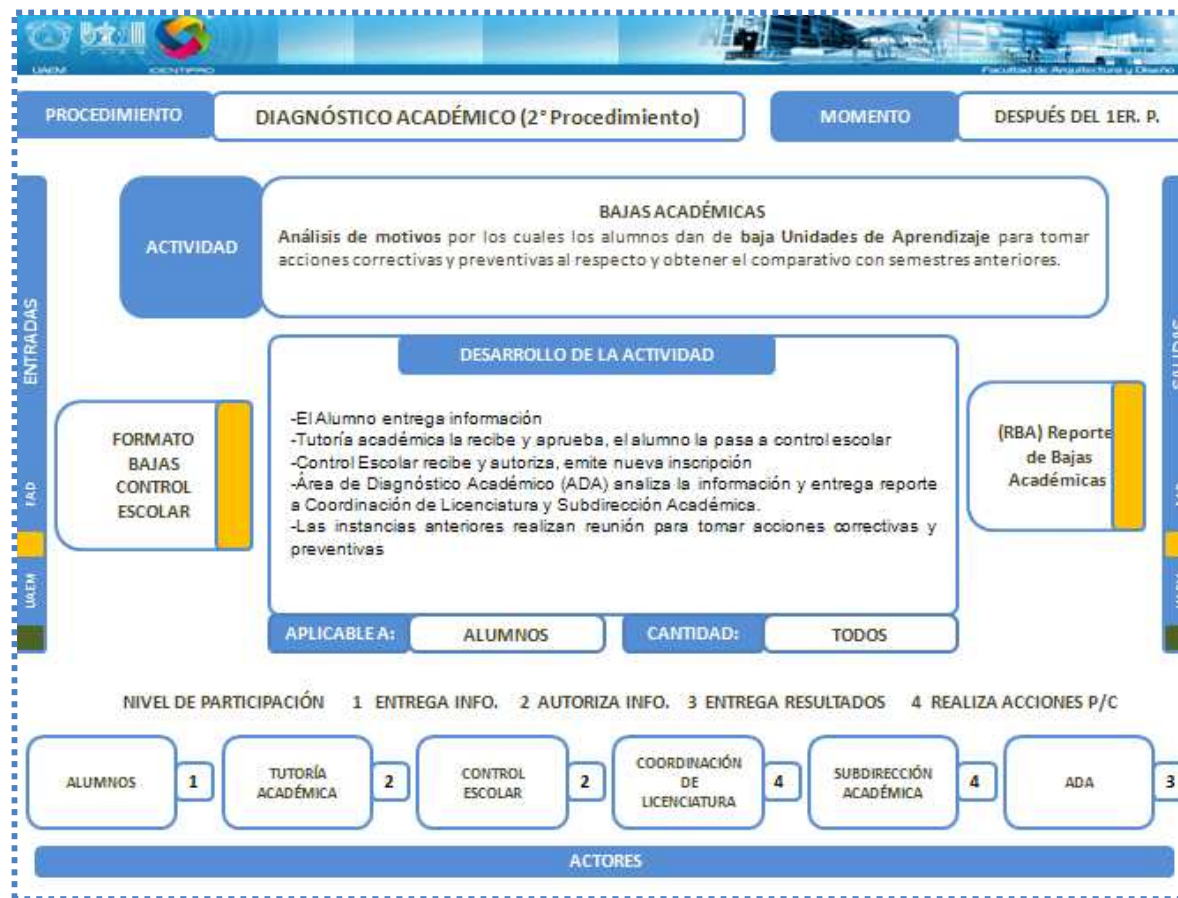 UAEM
IDENTIFAD
Facultad de Arquitectura y Diseño
PROCEDIMIENTO
DIAGNÓSTICO ACADÉMICO (2° Procedimiento)
MOMENTO
DESPUÉS DEL 1ER. P.
ENTRADAS
FAD
UAEM
ACTIVIDAD
BAJAS ACADÉMICAS
Análisis de motivos por los cuales los alumnos dan de baja Unidades de Aprendizaje para tomar
acciones correctivas y preventivas al respecto y obtener el comparativo con semestres anteriores.
SALIDAS
DESARROLLO DE LA ACTIVIDAD
FORMATO
BAJAS
CONTROL
ESCOLAR
-El Alumno entrega información
-Tutoría académica la recibe y aprueba, el alumno la pasa a control escolar
-Control Escolar recibe y autoriza, emite nueva inscripción
-Área de Diagnóstico Académico (ADA) analiza la información y entrega reporte
a Coordinación de Licenciatura y Subdirección Académica.
-Las instancias anteriores realizan reunión para tomar acciones correctivas y
preventivas
(RBA) Reporte
de Bajas
Académicas
APLICABLE A:
ALUMNOS
CANTIDAD:
TODOS
NIVEL DE PARTICIPACIÓN 1 ENTREGA INFO. 2 AUTORIZA INFO. 3 ENTREGA RESULTADOS 4 REALIZA ACCIONES P/C
ALUMNOS
1
TUTORÍA
ACADÉMICA
2
CONTROL
ESCOLAR
2
COORDINACIÓN
DE
LICENCIATURA
4
SUBDIRECCIÓN
ACADÉMICA
4
ADA
3
ACTORES